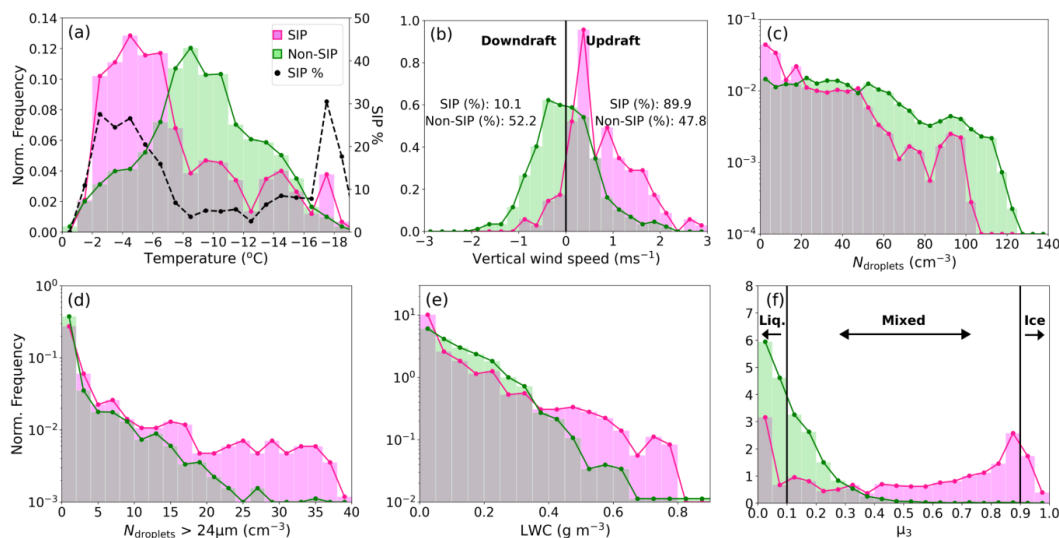 (a)
SIP
Non-SIP
SIP %
Norm. Frequency
0.14
0.12
0.10
0.08
0.06
0.04
0.02
0.00
50
40
30
20
10
0
SIP %
0 -2 -4 -6 -8 -10 -12 -14 -16 -18
Temperature (°C)
(b)
Downdraft Updraft
SIP (%): 10.1
Non-SIP (%): 52.2
SIP (%): 89.9
Non-SIP (%): 47.8
1.0
0.8
0.6
0.4
0.2
0.0
−3 −2 −1 0 1 2 3
Vertical wind speed (ms⁻¹)
(c)
10⁻¹
10⁻²
10⁻³
10⁻⁴
0 20 40 60 80 100 120 140
N_droplets (cm⁻³)
(d)
Norm. Frequency
10⁰
10⁻¹
10⁻²
10⁻³
0 5 10 15 20 25 30 35 40
N_droplets > 24μm (cm⁻³)
(e)
10¹
10⁰
10⁻¹
10⁻²
0.0 0.2 0.4 0.6 0.8
LWC (g m⁻³)
(f)
Liq. Mixed Ice
8
7
6
5
4
3
2
1
0
0.0 0.1 0.2 0.3 0.4 0.5 0.6 0.7 0.8 0.9 1.0
μ₃